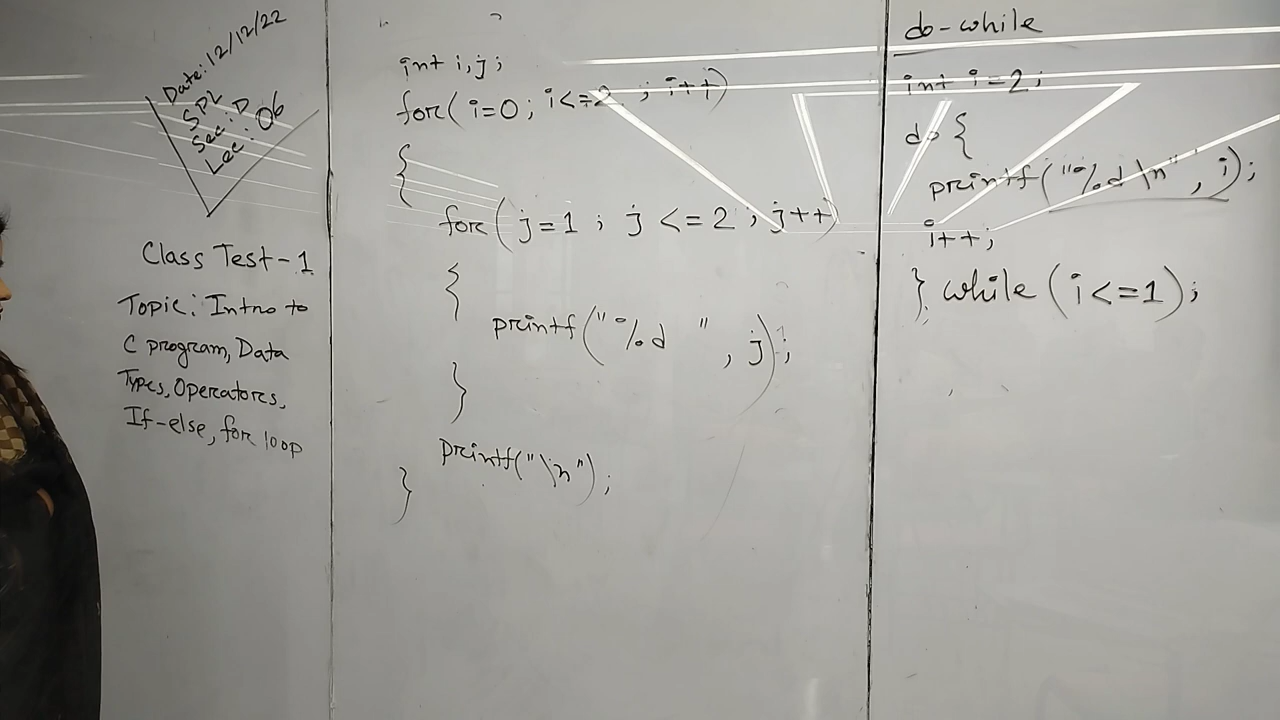 Date: 12/12/22
SPL
Sec: D
Lec: 06
Class Test-1
Topic: Intro to
C program, Data
Types, Operators,
If-else, for loop
int i,j;
for(i=0; i<=2 ; i++)
{
for(j=1; j<=2; j++)
{
printf("%d ", j);
}
printf("\n");
}
do-while
int i=2;
do {
printf("%d\n", i);
i++;
} while (i<=1);